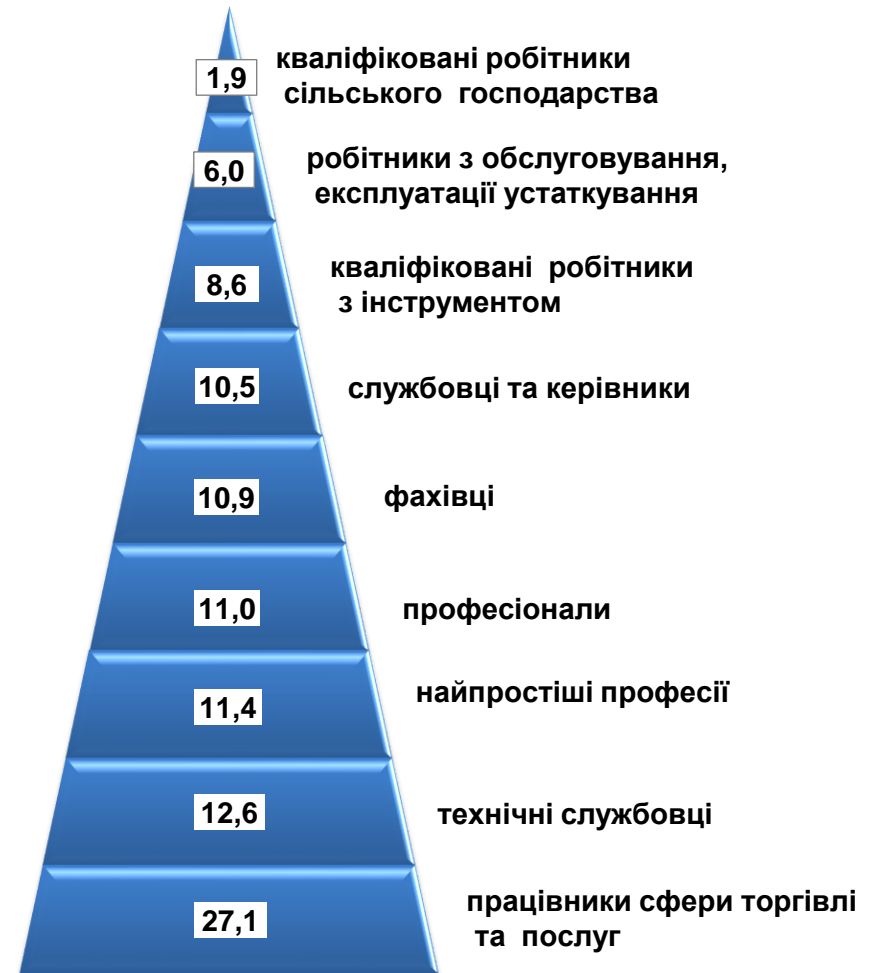 1,9
кваліфіковані робітники
сільського господарства
6,0
робітники з обслуговування,
експлуатації устаткування
8,6
кваліфіковані робітники
з інструментом
10,5
службовці та керівники
10,9
фахівці
11,0
професіонали
11,4
найпростіші професії
12,6
технічні службовці
27,1
працівники сфери торгівлі
та послуг